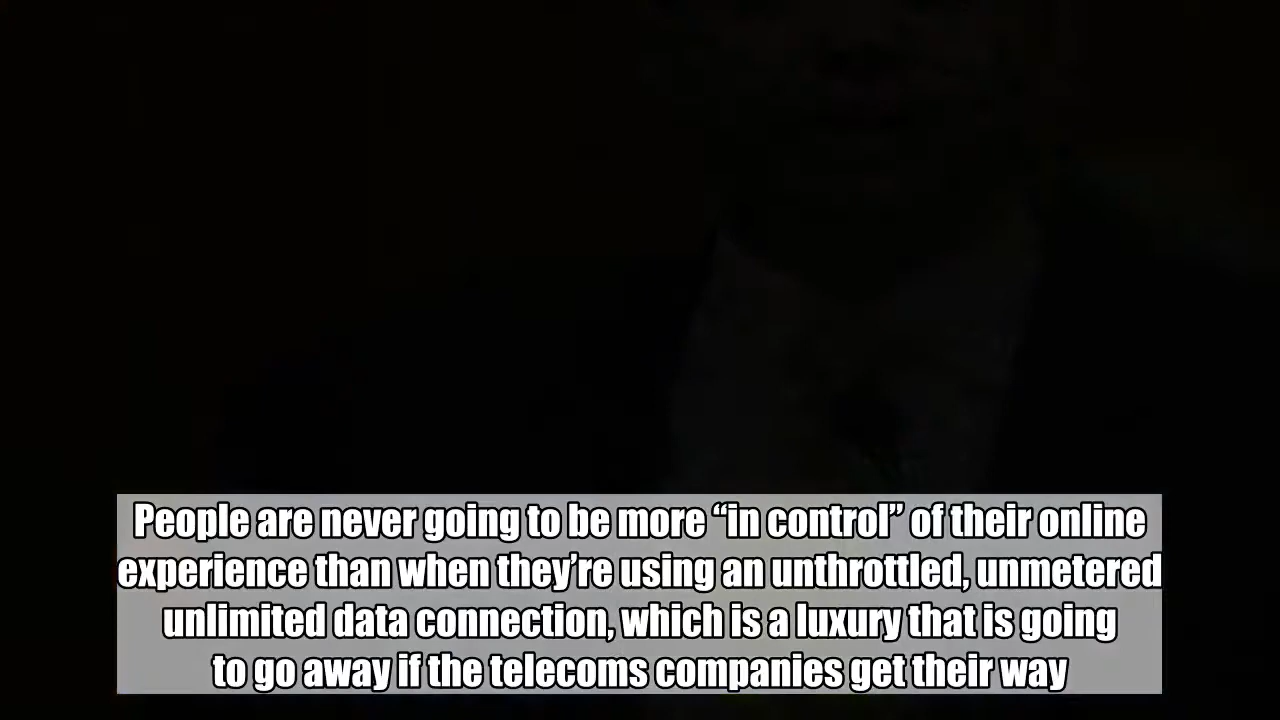 People are never going to be more “in control” of their online
experience than when they’re using an unthrottled, unmetered
unlimited data connection, which is a luxury that is going
to go away if the telecoms companies get their way